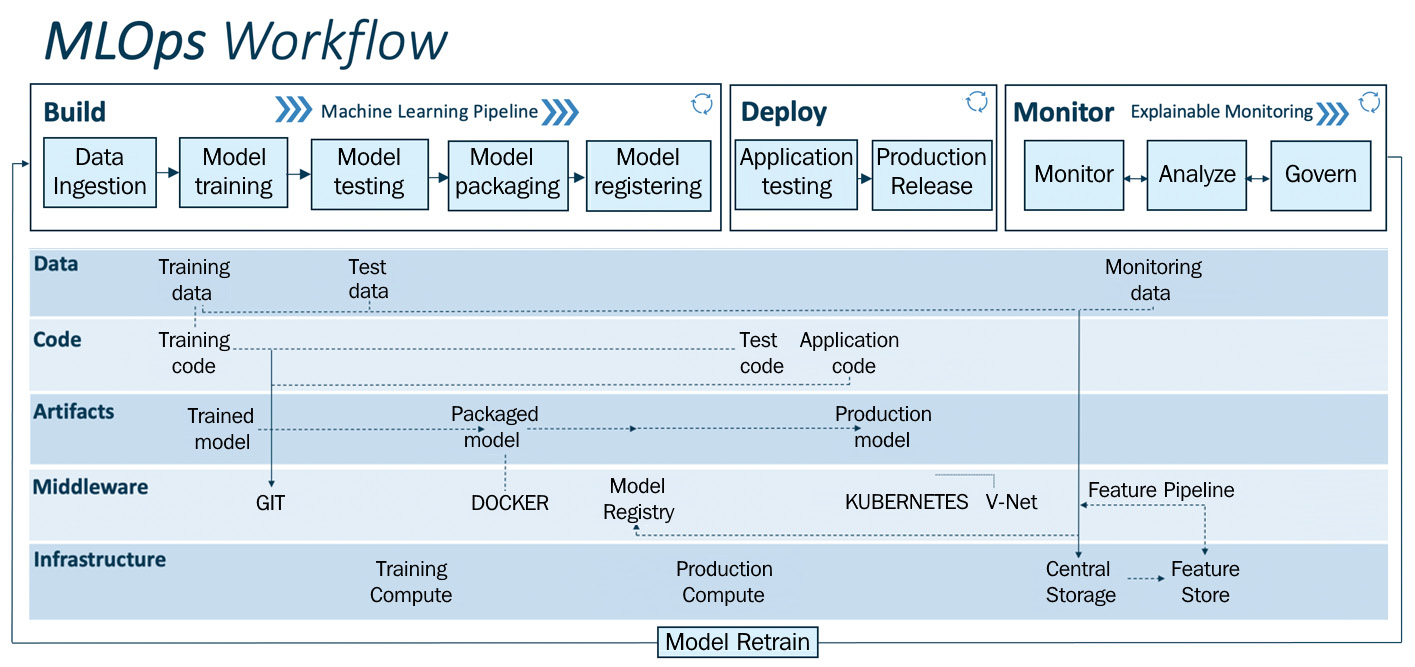 MLOps Workflow
Build
Machine Learning Pipeline
Data
Ingestion
Model
training
Model
testing
Model
packaging
Model
registering
Deploy
Application
testing
Production
Release
Monitor
Explainable Monitoring
Monitor
Analyze
Govern
Data
Training
data
Test
data
Monitoring
data
Code
Training
code
Test
code
Application
code
Artifacts
Trained
model
Packaged
model
Production
model
Middleware
GIT
DOCKER
Model
Registry
KUBERNETES
V-Net
Feature Pipeline
Infrastructure
Training
Compute
Production
Compute
Central
Storage
Feature
Store
Model Retrain